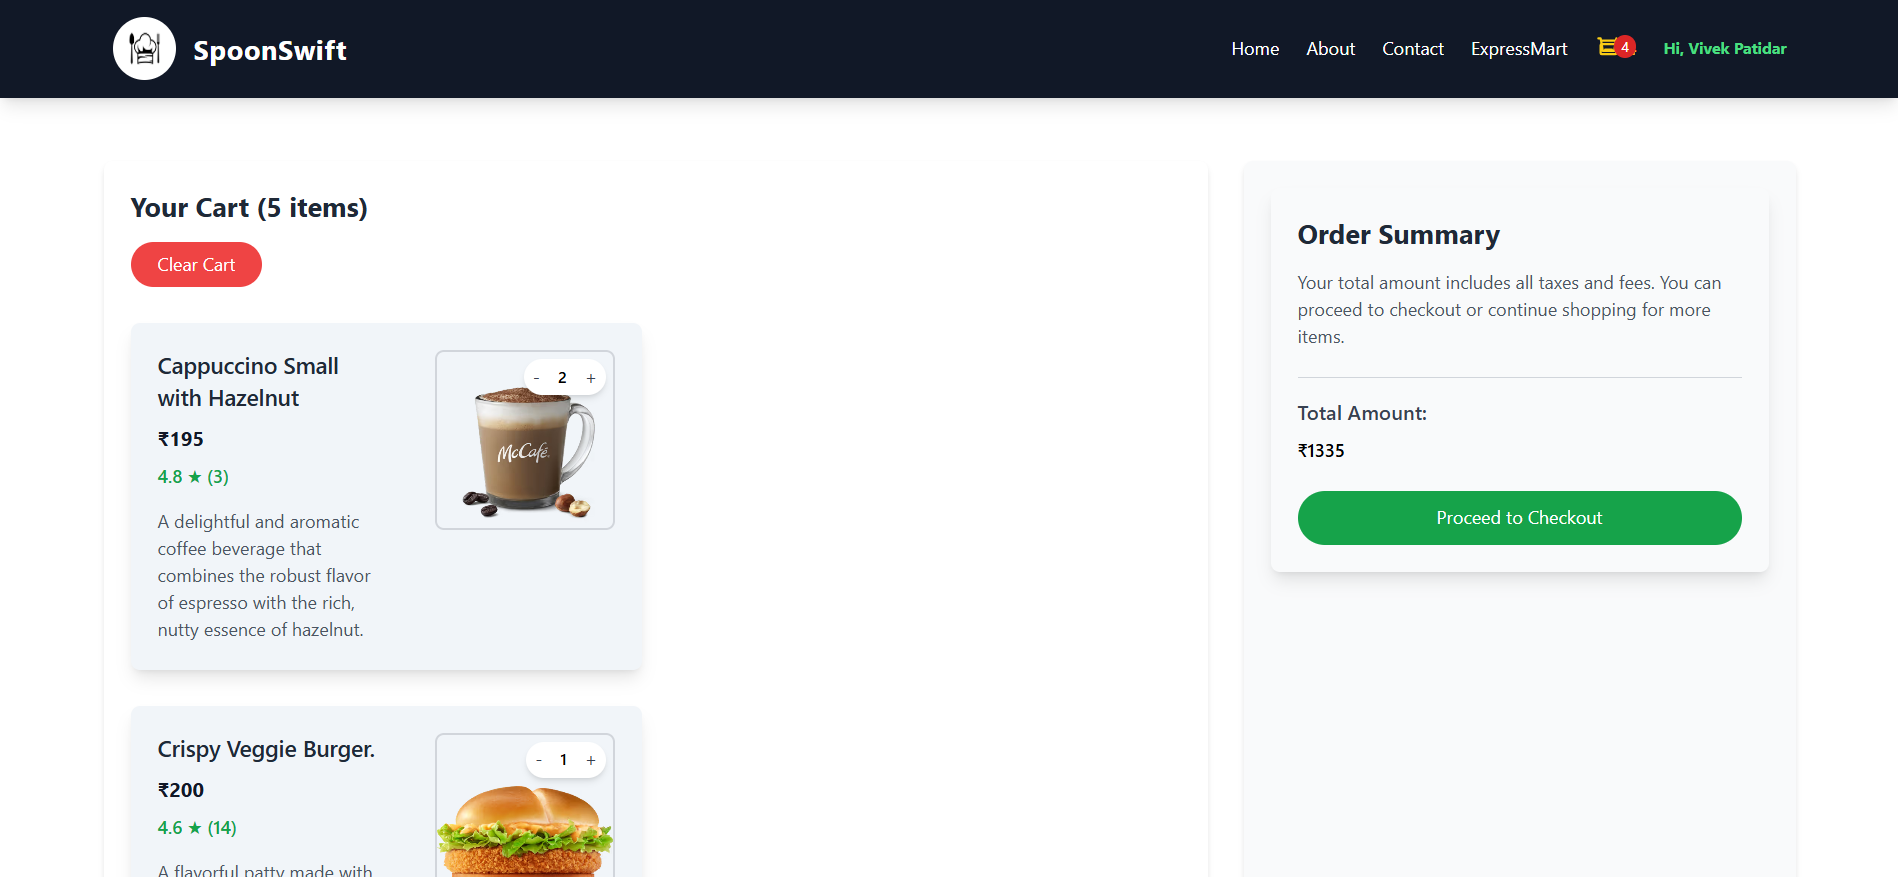 SpoonSwift
Home About Contact ExpressMart 4 Hi, Vivek Patidar
Your Cart (5 items)
Clear Cart
Cappuccino Small
with Hazelnut
₹195
4.8 ★ (3)
A delightful and aromatic
coffee beverage that
combines the robust flavor
of espresso with the rich,
nutty essence of hazelnut.
- 2 +
McCafé
Crispy Veggie Burger.
₹200
4.6 ★ (14)
A flavorful patty made with
- 1 +
Order Summary
Your total amount includes all taxes and fees. You can
proceed to checkout or continue shopping for more
items.
Total Amount:
₹1335
Proceed to Checkout